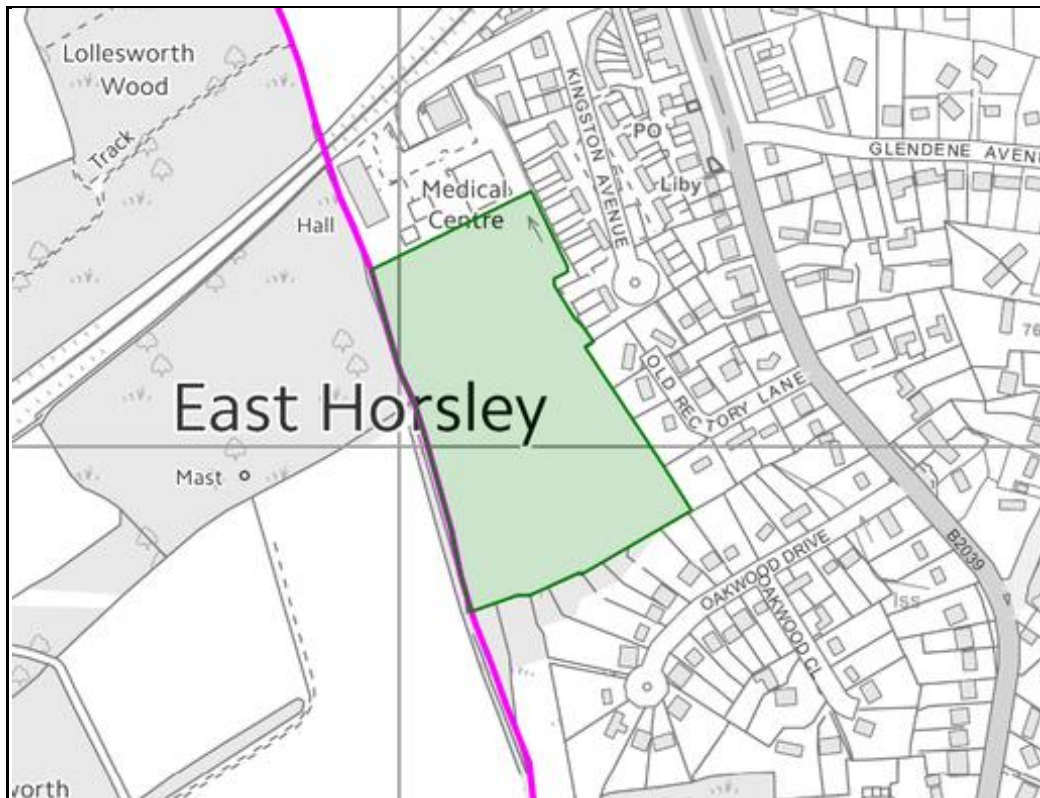 Lollesworth
Wood
Track
Hall
Medical
Centre
KINGSTON AVENUE
PO
Liby
GLENDENE AVENU
76
East Horsley
OLD RECTORY LANE
Mast
OAKWOOD DRIVE
OAKWOOD CL
B2039
Iss
worth